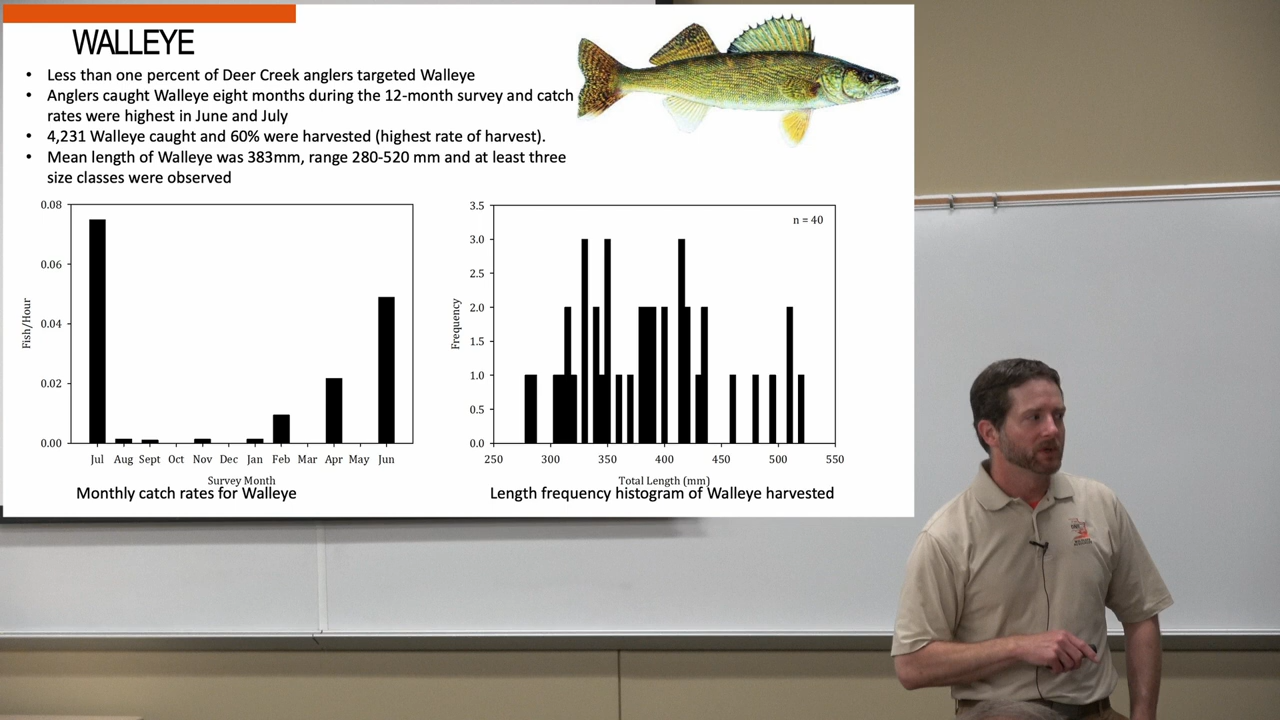 WALLEYE
• Less than one percent of Deer Creek anglers targeted Walleye
• Anglers caught Walleye eight months during the 12-month survey and catch
rates were highest in June and July
• 4,231 Walleye caught and 60% were harvested (highest rate of harvest).
• Mean length of Walleye was 383mm, range 280-520 mm and at least three
size classes were observed
0.08
0.06
0.04
0.02
0.00
Fish/Hour
Jul Aug Sept Oct Nov Dec Jan Feb Mar Apr May Jun
Survey Month
Monthly catch rates for Walleye
n = 40
3.5
3.0
2.5
2.0
1.5
1.0
0.5
0.0
Frequency
250 300 350 400 450 500 550
Total Length (mm)
Length frequency histogram of Walleye harvested